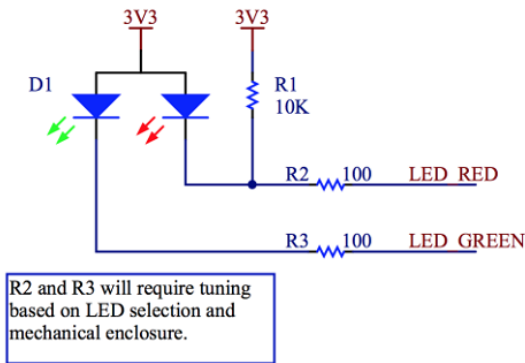 3V3
3V3
D1
R1
10K
R2 100 LED_RED
R3 100 LED_GREEN
R2 and R3 will require tuning
based on LED selection and
mechanical enclosure.